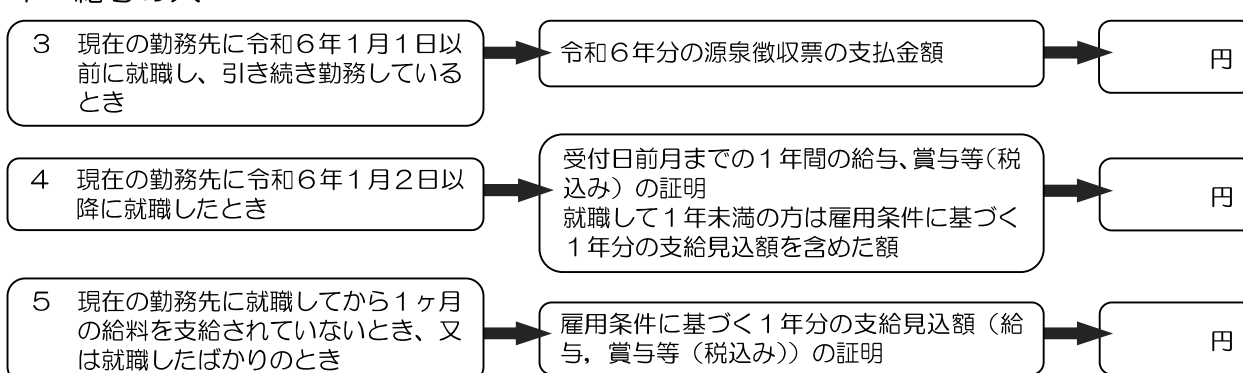 3　現在の勤務先に令和６年１月１日以
前に就職し、引き続き勤務している
とき
令和６年分の源泉徴収票の支払金額
円
4　現在の勤務先に令和６年１月２日以
降に就職したとき
受付日前月までの１年間の給与、賞与等（税
込み）の証明
就職して１年未満の方は雇用条件に基づく
１年分の支給見込額を含めた額
円
5　現在の勤務先に就職してから１ヶ月
の給料を支給されていないとき、又
は就職したばかりのとき
雇用条件に基づく１年分の支給見込額（給
与，賞与等（税込み））の証明
円